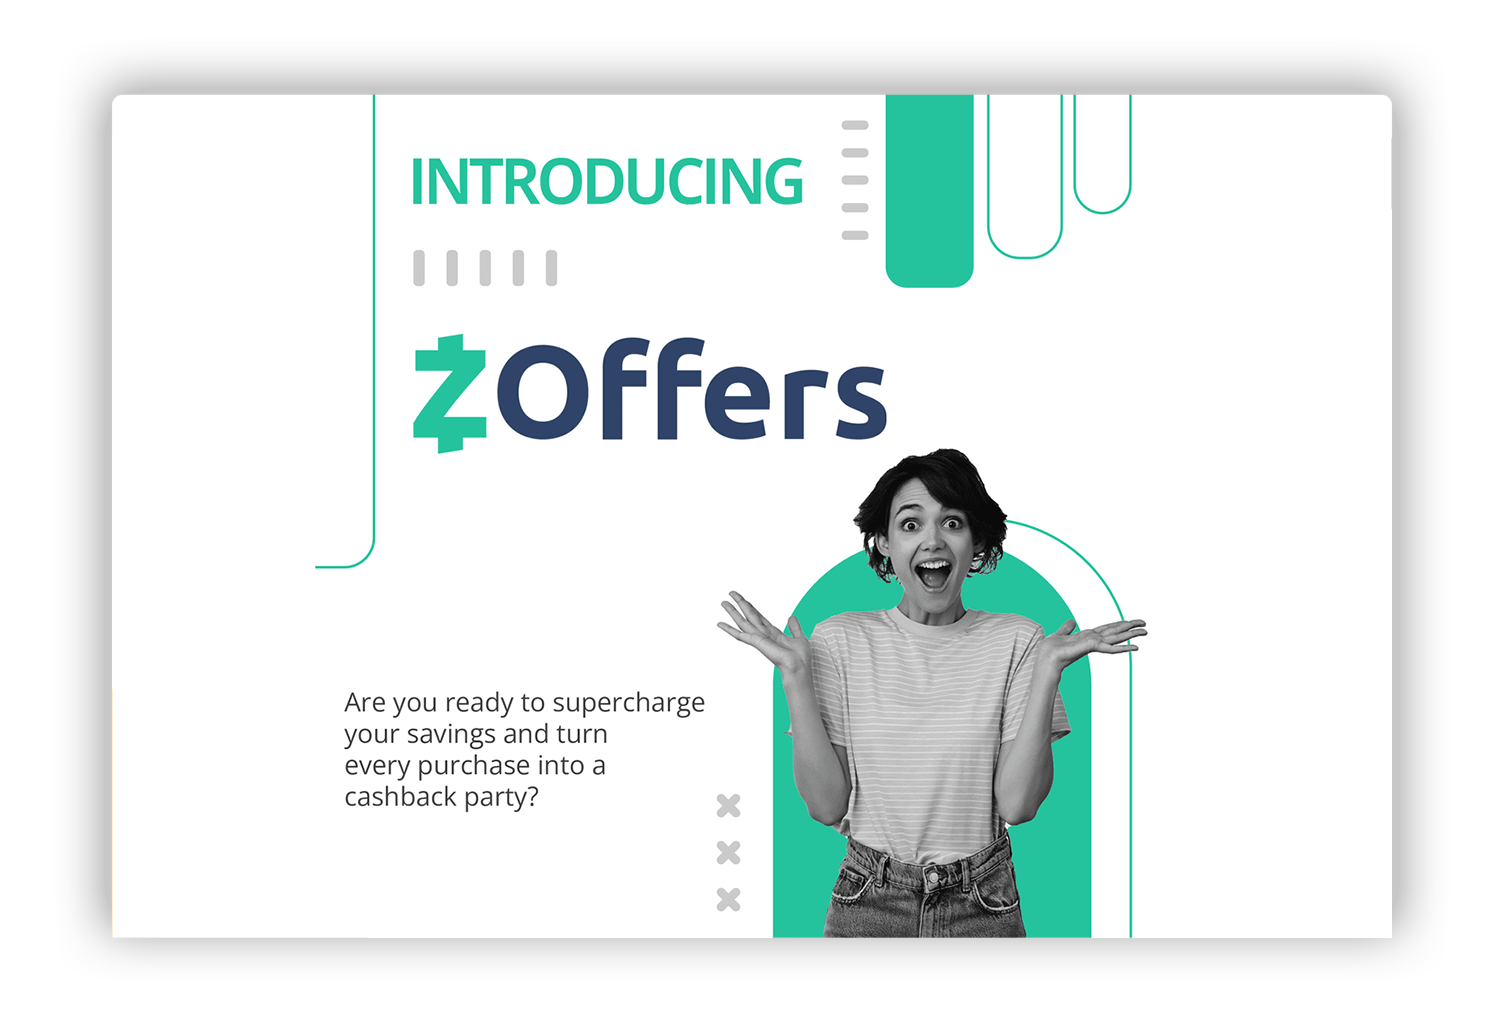 INTRODUCING
ZOffers
Are you ready to supercharge
your savings and turn
every purchase into a
cashback party?